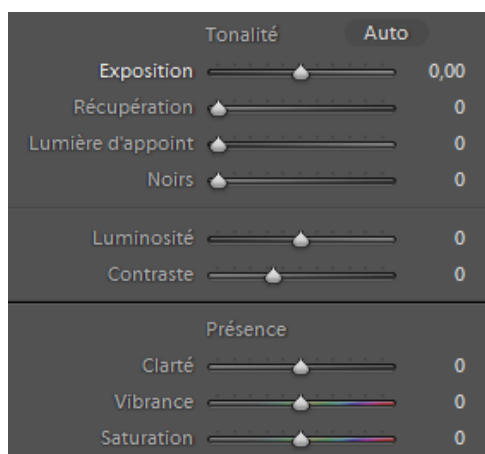 Tonalité Auto
Exposition 0,00
Récupération 0
Lumière d'appoint 0
Noirs 0
Luminosité 0
Contraste 0
Présence
Clarté 0
Vibrance 0
Saturation 0